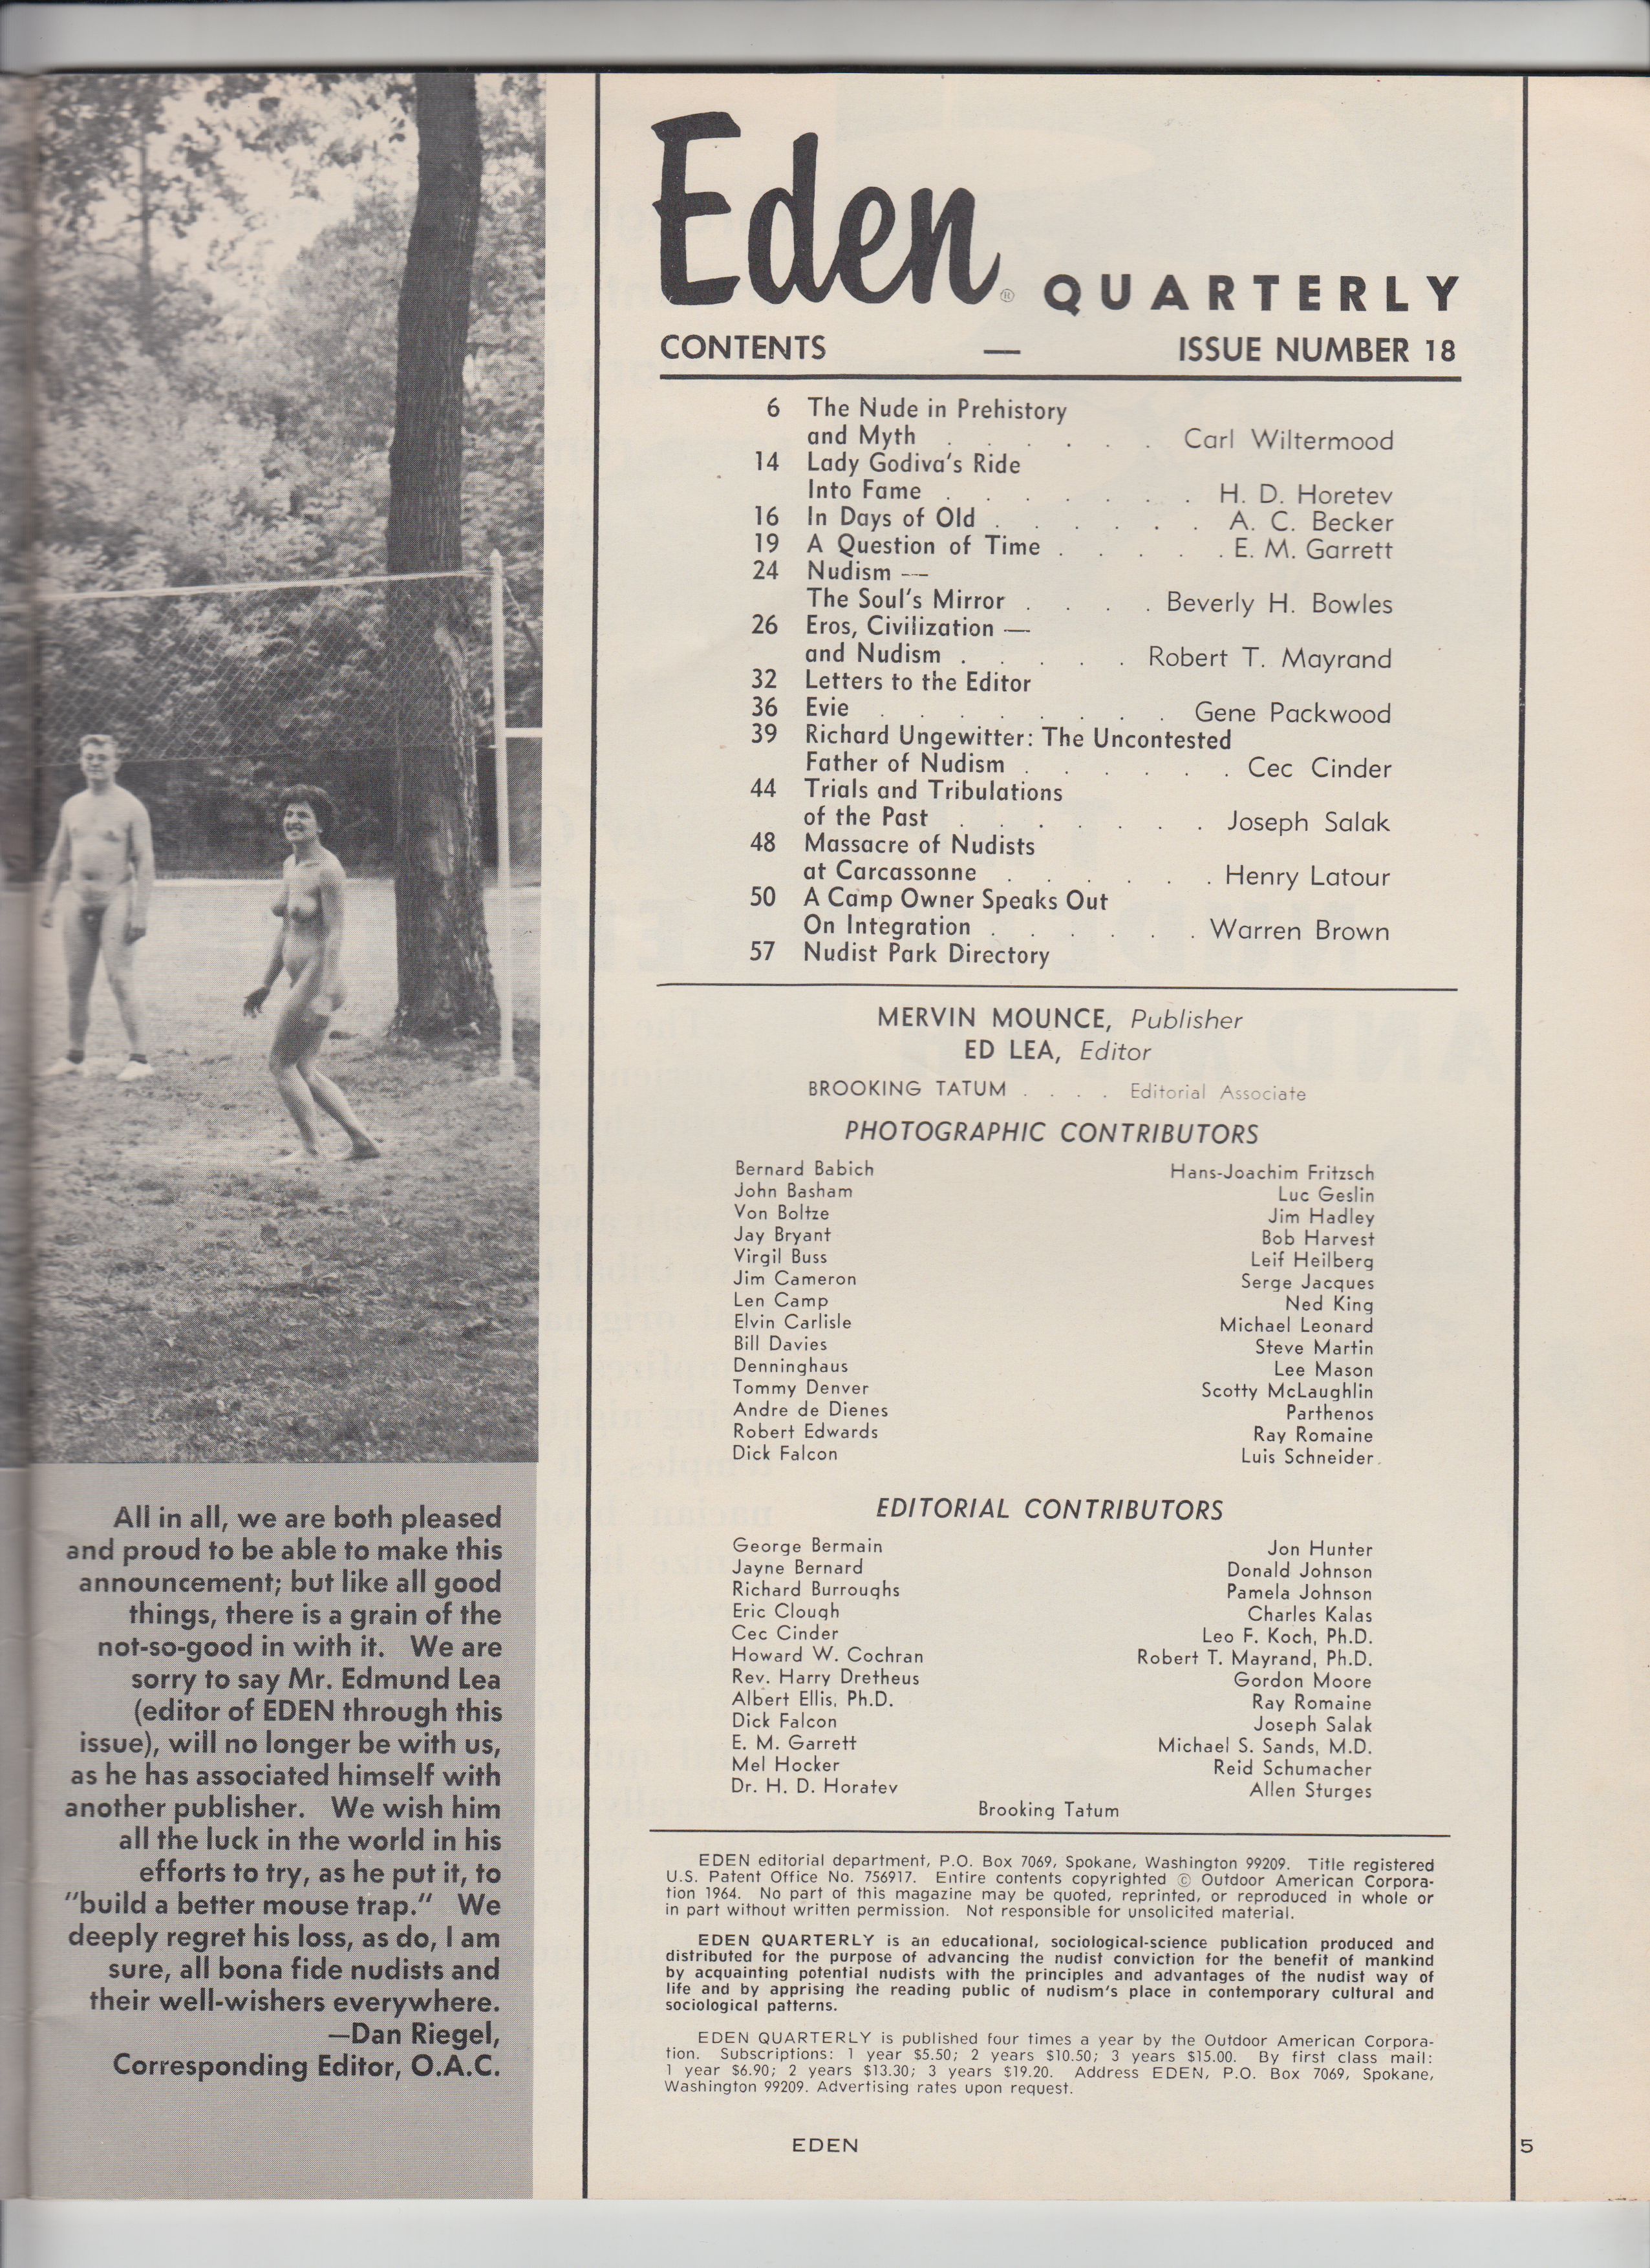 All in all, we are both pleased
and proud to be able to make this
announcement; but like all good
things, there is a grain of the
not-so-good in with it. We are
sorry to say Mr. Edmund Lea
(editor of EDEN through this
issue), will no longer be with us,
as he has associated himself with
another publisher. We wish him
all the luck in the world in his
efforts to try, as he put it, to
"build a better mouse trap." We
deeply regret his loss, as do, I am
sure, all bona fide nudists and
their well-wishers everywhere.
—Dan Riegel,
Corresponding Editor, O.A.C.
Eden® QUARTERLY
CONTENTS — ISSUE NUMBER 18
6 The Nude in Prehistory
and Myth . . . . . . Carl Wiltermood
14 Lady Godiva's Ride
Into Fame . . . . . . . H. D. Horetev
16 In Days of Old . . . . . . A. C. Becker
19 A Question of Time . . . . . E. M. Garrett
24 Nudism —
The Soul's Mirror . . . . Beverly H. Bowles
26 Eros, Civilization —
and Nudism . . . . . Robert T. Mayrand
32 Letters to the Editor
36 Evie . . . . . . . . Gene Packwood
39 Richard Ungewitter: The Uncontested
Father of Nudism . . . . . . Cec Cinder
44 Trials and Tribulations
of the Past . . . . . . . Joseph Salak
48 Massacre of Nudists
at Carcassonne . . . . . . Henry Latour
50 A Camp Owner Speaks Out
On Integration . . . . . . Warren Brown
57 Nudist Park Directory
MERVIN MOUNCE, Publisher
ED LEA, Editor
BROOKING TATUM . . . . Editorial Associate
PHOTOGRAPHIC CONTRIBUTORS
Bernard Babich
John Basham
Von Boltze
Jay Bryant
Virgil Buss
Jim Cameron
Len Camp
Elvin Carlisle
Bill Davies
Denninghaus
Tommy Denver
Andre de Dienes
Robert Edwards
Dick Falcon
Hans-Joachim Fritzsch
Luc Geslin
Jim Hadley
Bob Harvest
Leif Heilberg
Serge Jacques
Ned King
Michael Leonard
Steve Martin
Lee Mason
Scotty McLaughlin
Parthenos
Ray Romaine
Luis Schneider
EDITORIAL CONTRIBUTORS
George Bermain
Jayne Bernard
Richard Burroughs
Eric Clough
Cec Cinder
Howard W. Cochran
Rev. Harry Dretheus
Albert Ellis, Ph.D.
Dick Falcon
E. M. Garrett
Mel Hocker
Dr. H. D. Horatev
Jon Hunter
Donald Johnson
Pamela Johnson
Charles Kalas
Leo F. Koch, Ph.D.
Robert T. Mayrand, Ph.D.
Gordon Moore
Ray Romaine
Joseph Salak
Michael S. Sands, M.D.
Reid Schumacher
Allen Sturges
Brooking Tatum
EDEN editorial department, P.O. Box 7069, Spokane, Washington 99209. Title registered
U.S. Patent Office No. 756917. Entire contents copyrighted © Outdoor American Corpora-
tion 1964. No part of this magazine may be quoted, reprinted, or reproduced in whole or
in part without written permission. Not responsible for unsolicited material.
EDEN QUARTERLY is an educational, sociological-science publication produced and
distributed for the purpose of advancing the nudist conviction for the benefit of mankind
by acquainting potential nudists with the principles and advantages of the nudist way of
life and by apprising the reading public of nudism's place in contemporary cultural and
sociological patterns.
EDEN QUARTERLY is published four times a year by the Outdoor American Corpora-
tion. Subscriptions: 1 year $5.50; 2 years $10.50; 3 years $15.00. By first class mail:
1 year $6.90; 2 years $13.30; 3 years $19.20. Address EDEN, P.O. Box 7069, Spokane,
Washington 99209. Advertising rates upon request.
EDEN 5